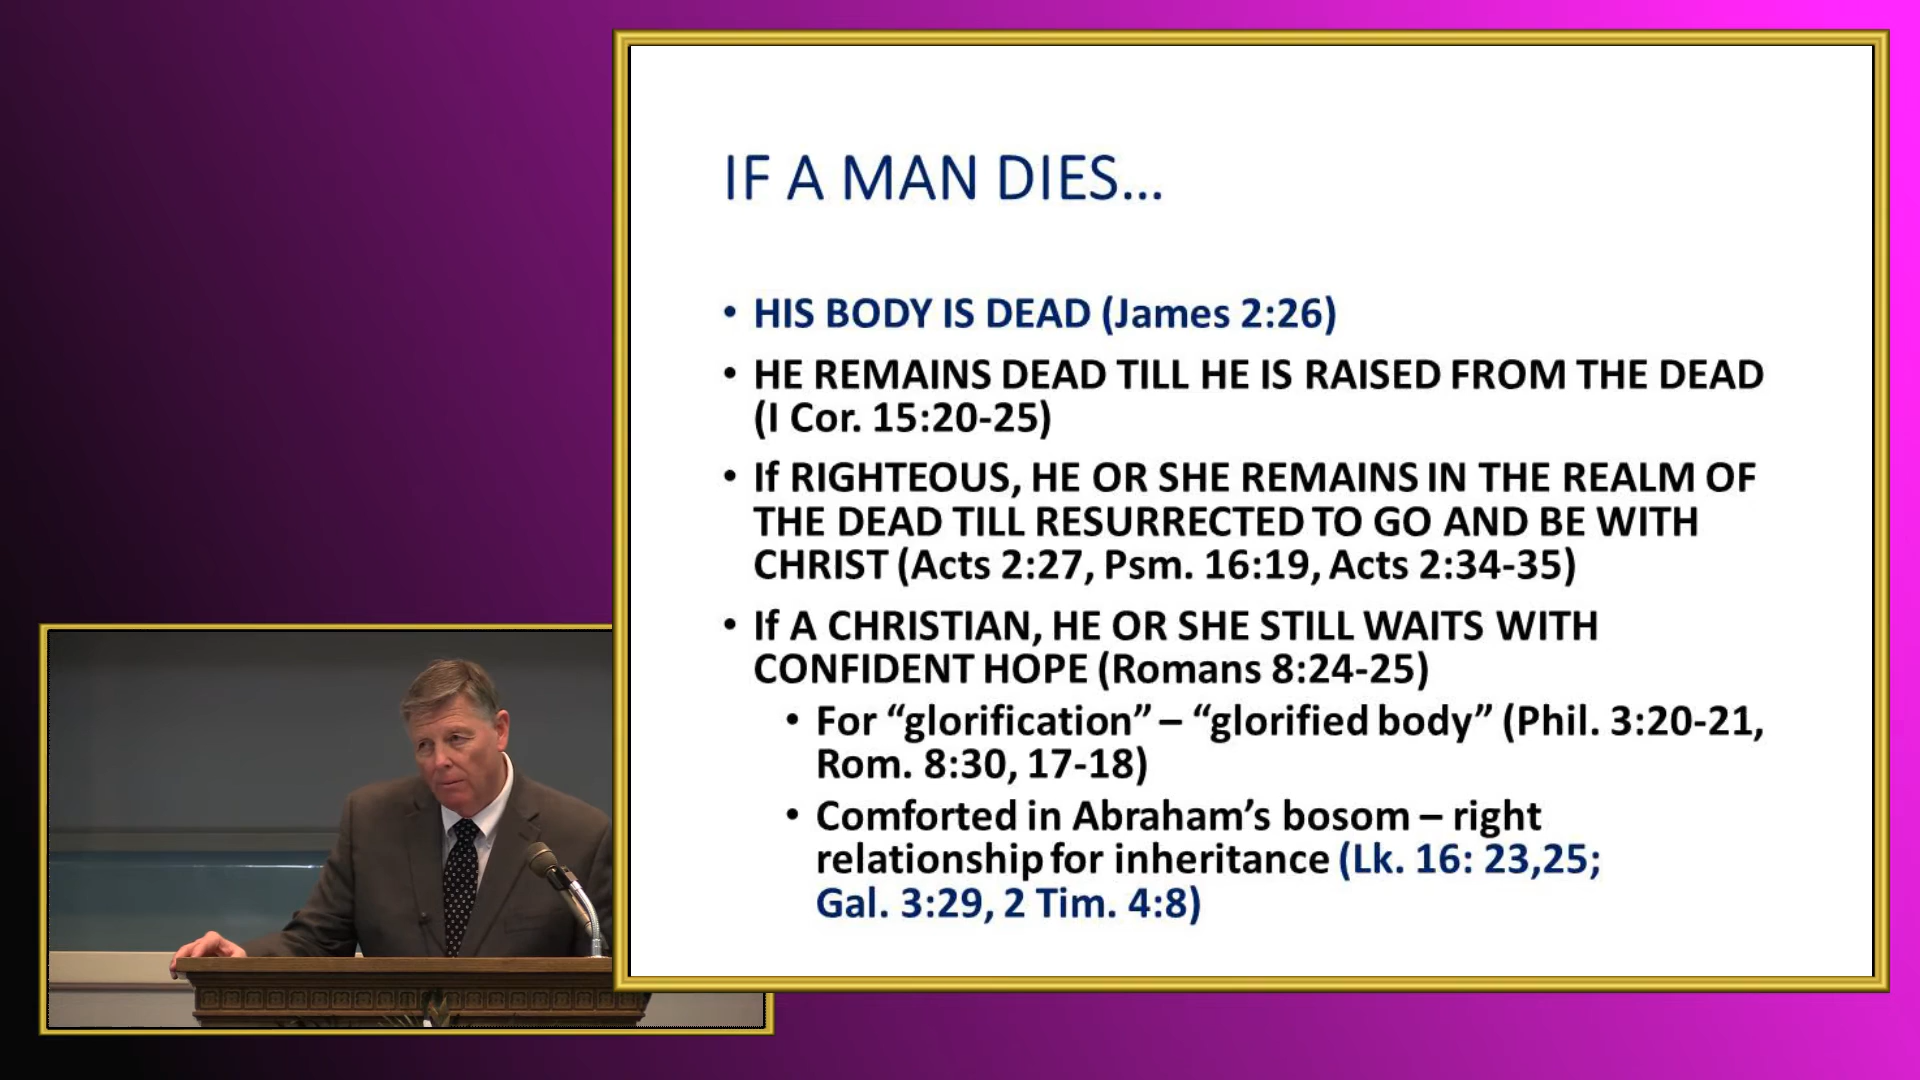 IF A MAN DIES...
• HIS BODY IS DEAD (James 2:26)
• HE REMAINS DEAD TILL HE IS RAISED FROM THE DEAD
(I Cor. 15:20-25)
• If RIGHTEOUS, HE OR SHE REMAINS IN THE REALM OF
THE DEAD TILL RESURRECTED TO GO AND BE WITH
CHRIST (Acts 2:27, Psm. 16:19, Acts 2:34-35)
• If A CHRISTIAN, HE OR SHE STILL WAITS WITH
CONFIDENT HOPE (Romans 8:24-25)
• For “glorification” – “glorified body” (Phil. 3:20-21,
Rom. 8:30, 17-18)
• Comforted in Abraham’s bosom – right
relationship for inheritance (Lk. 16: 23,25;
Gal. 3:29, 2 Tim. 4:8)